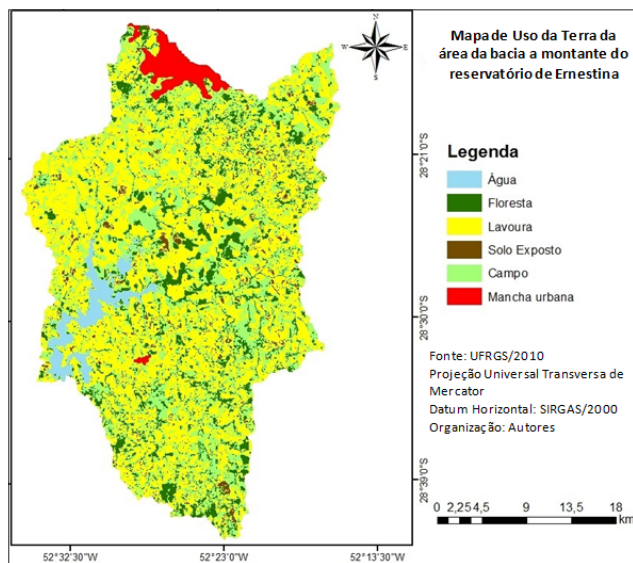 Mapa de Uso da Terra da
área da bacia a montante do
reservatório de Ernestina
N
W
E
S
Legenda
Água
Floresta
Lavoura
Solo Exposto
Campo
Mancha urbana
Fonte: UFRGS/2010
Projeção Universal Transversa de
Mercator
Datum Horizontal: SIRGAS/2000
Organização: Autores
0 2,25 4,5 9 13,5 18
km
28°21'0"S
28°30'0"S
28°39'0"S
52°32'30"W
52°23'0"W
52°13'30"W